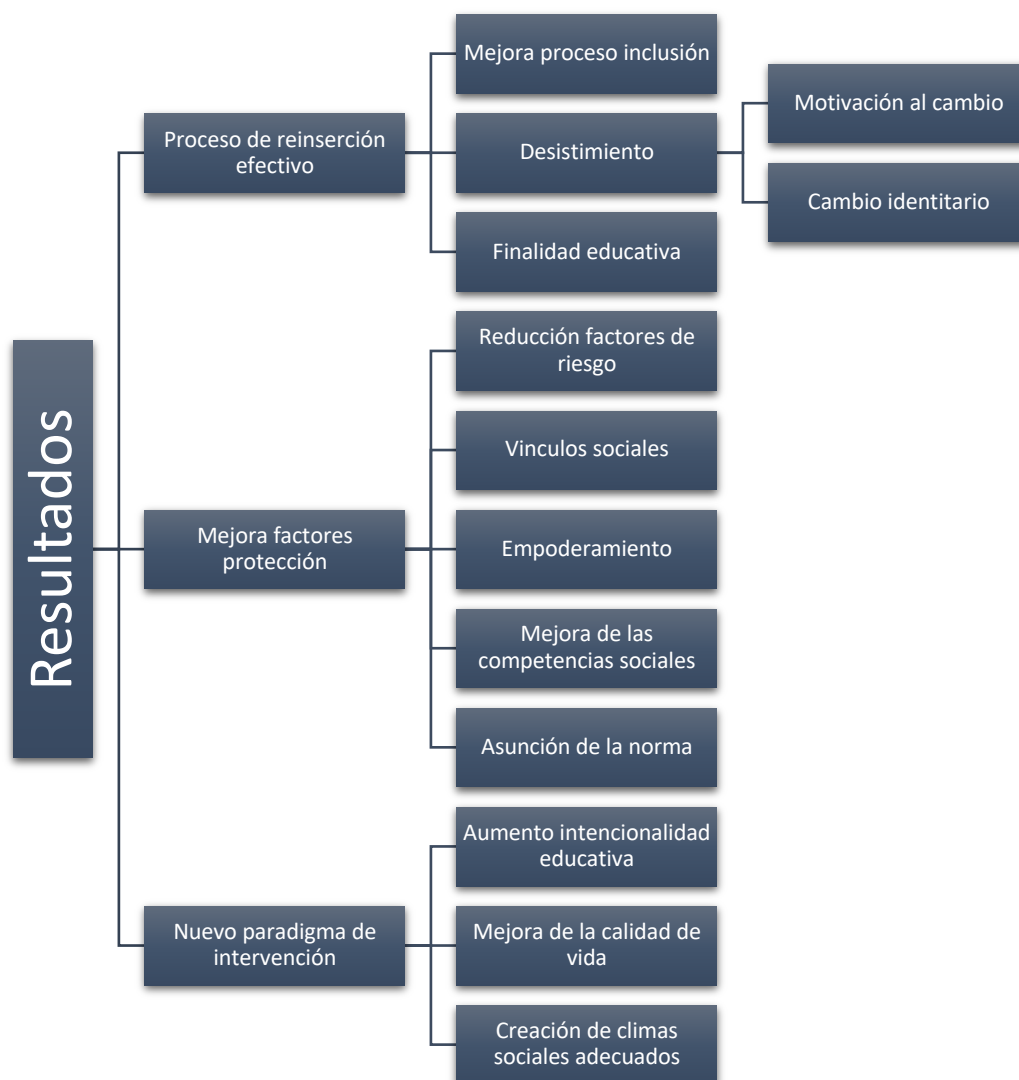 Resultados
Proceso de reinserción
efectivo
Mejora proceso inclusión
Desistimiento
Motivación al cambio
Cambio identitario
Finalidad educativa
Mejora factores
protección
Reducción factores de
riesgo
Vinculos sociales
Empoderamiento
Mejora de las
competencias sociales
Asunción de la norma
Nuevo paradigma de
intervención
Aumento intencionalidad
educativa
Mejora de la calidad de
vida
Creación de climas
sociales adecuados